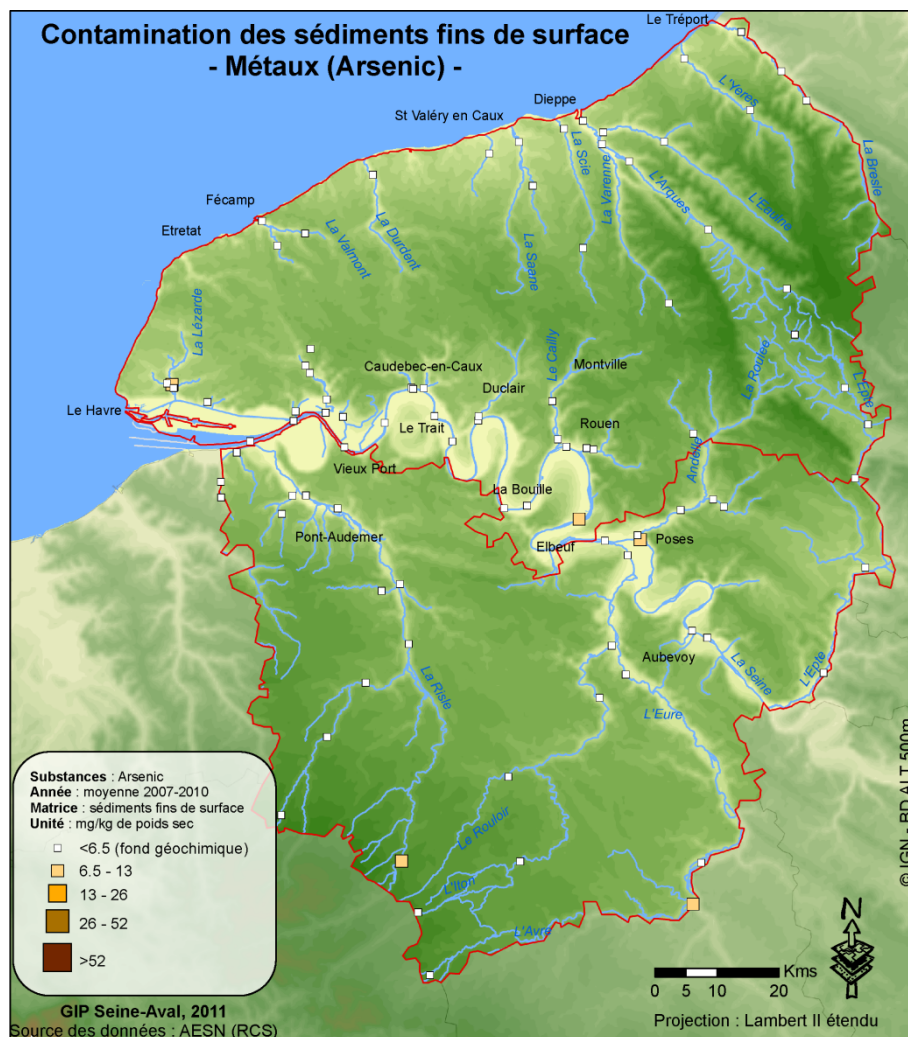 Contamination des sédiments fins de surface
- Métaux (Arsenic) -
Le Tréport
Dieppe
St Valéry en Caux
L'Yeres
La Bresle
La Scie
La Varenne
L'Arques
L'Eaulne
Fécamp
Etretat
La Valmont
La Durdent
La Saane
La Lézarde
Le Cailly
Montville
Caudebec-en-Caux
Duclair
La Roulee
L'Epte
Le Havre
Le Trait
Rouen
Vieux Port
Andelle
La Bouille
Pont-Audemer
Elbeuf
Poses
Aubevoy
La Seine
L'Epte
La Risle
L'Eure
Le Rouloir
L'Iton
L'Avre
Substances : Arsenic
Année : moyenne 2007-2010
Matrice : sédiments fins de surface
Unité : mg/kg de poids sec
<6.5 (fond géochimique)
6.5 - 13
13 - 26
26 - 52
>52
GIP Seine-Aval, 2011
Source des données : AESN (RCS)
© IGN - BD ALT 500m
N
Kms
0 5 10 20
Projection : Lambert II étendu